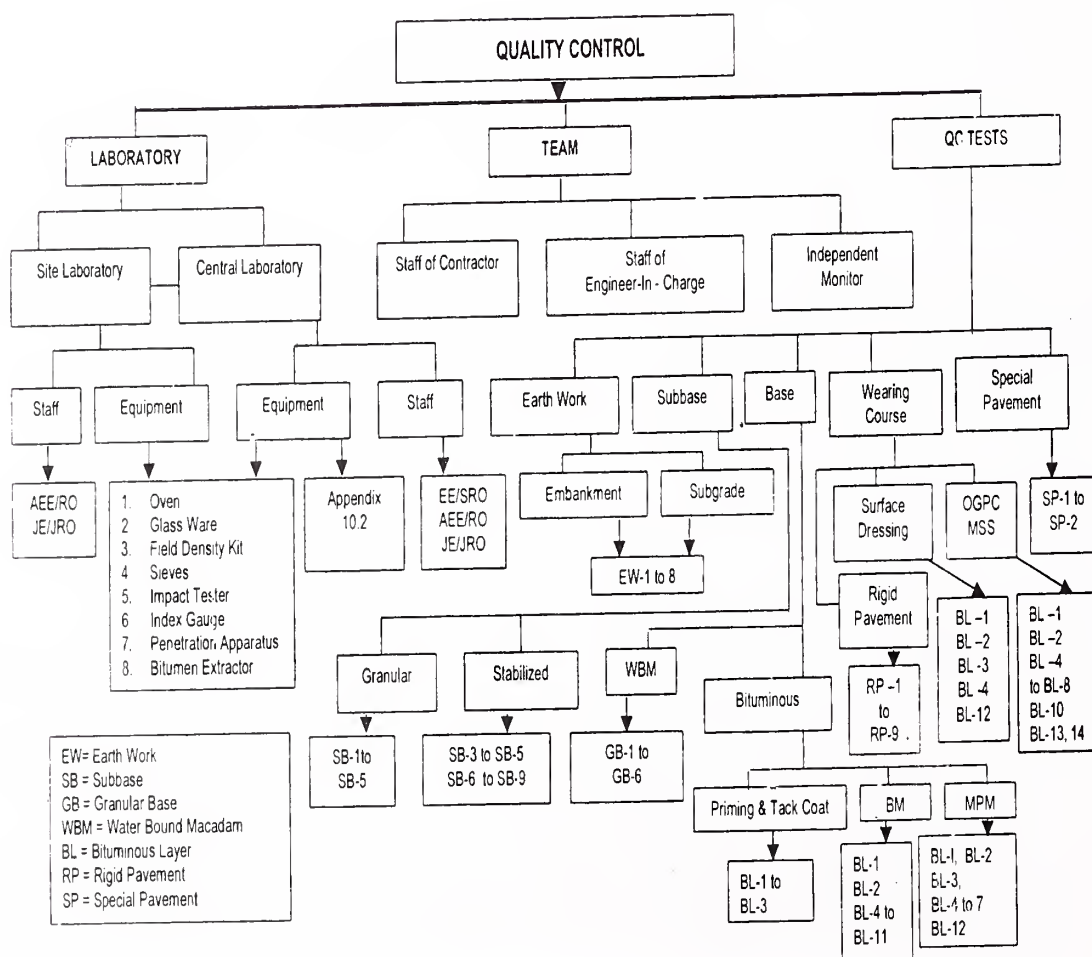 QUALITY CONTROL
LABORATORY
TEAM
QC TESTS
Site Laboratory
Central Laboratory
Staff of Contractor
Staff of
Engineer-In - Charge
Independent
Monitor
Staff
Equipment
Equipment
Staff
Earth Work
Subbase
Base
Wearing
Course
Special
Pavement
AEE/RO
JE/JRO
1. Oven
2 Glass Ware
3. Field Density Kit
4 Sieves
5. Impact Tester
6 Index Gauge
7. Penetration Apparatus
8. Bitumen Extractor
Appendix
10.2
EE/SRO
AEE/RO
JE/JRO
Embankment
Subgrade
EW-1 to 8
Surface
Dressing
OGPC
MSS
SP-1 to
SP-2
Rigid
Pavement
BL –1
BL –2
BL –3
BL –4
BL-12
BL –1
BL –2
BL –4
to BL-8
BL-10
BL-13, 14
RP –1
to
RP-9
Granular
Stabilized
WBM
Bituminous
SB-1to
SB-5
SB-3 to SB-5
SB-6 to SB-9
GB-1 to
GB-6
Priming & Tack Coat
BM
MPM
BL-1 to
BL-3
BL-1
BL-2
BL-4 to
BL-11
BL-I, BL-2
BL-3,
BL-4 to 7
BL-12
EW= Earth Work
SB = Subbase
GB = Granular Base
WBM = Water Bound Macadam
BL = Bituminous Layer
RP = Rigid Pavement
SP = Special Pavement